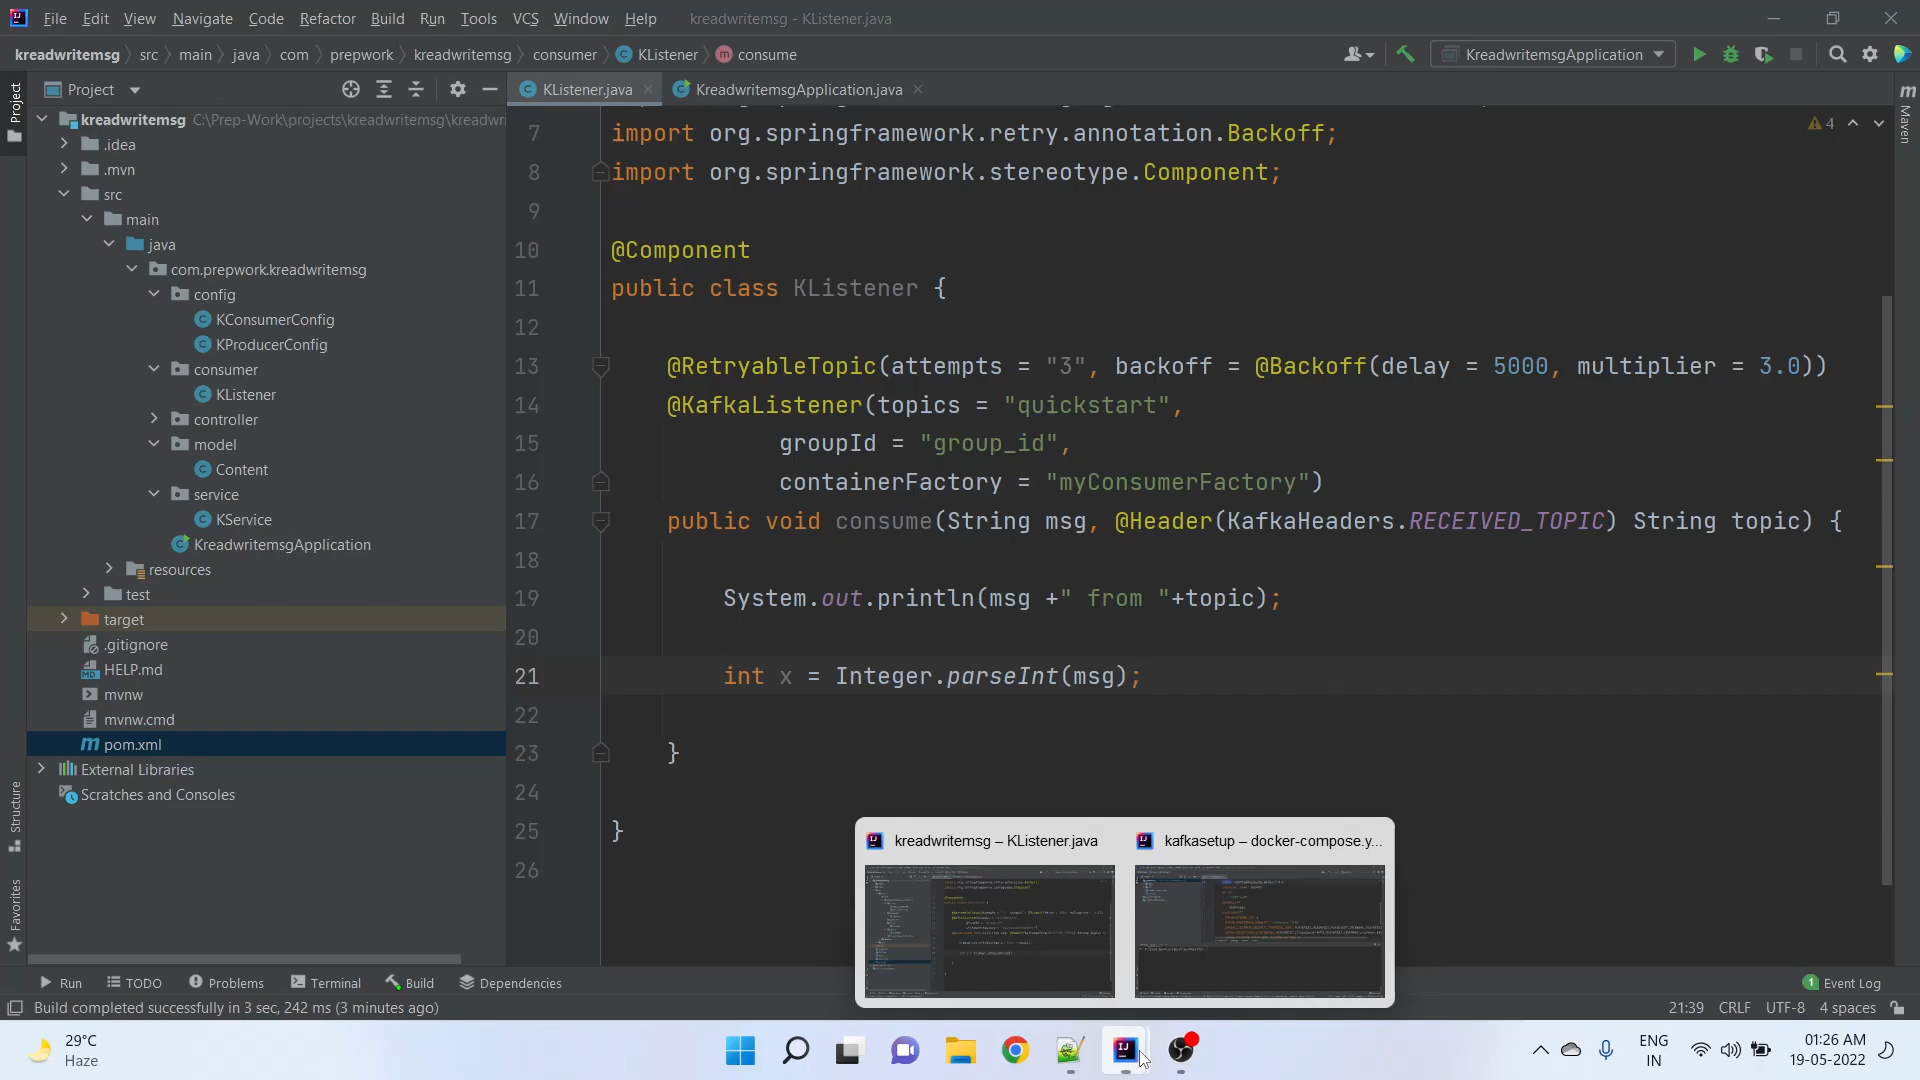 File Edit View Navigate Code Refactor Build Run Tools VCS Window Help kreadwritemsg - KListener.java
kreadwritemsg src main java com prepwork kreadwritemsg consumer KListener consume KreadwritemsgApplication
Project
KListener.java
KreadwritemsgApplication.java
Project
Structure
Favorites
Maven
kreadwritemsg C:\Prep-Work\projects\kreadwritemsg\kreadwri
.idea
.mvn
src
main
java
com.prepwork.kreadwritemsg
config
KConsumerConfig
KProducerConfig
consumer
KListener
controller
model
Content
service
KService
KreadwritemsgApplication
resources
test
target
.gitignore
HELP.md
mvnw
mvnw.cmd
pom.xml
External Libraries
Scratches and Consoles
4
7 import org.springframework.retry.annotation.Backoff;
8 import org.springframework.stereotype.Component;
9
10 @Component
11 public class KListener {
12
13 @RetryableTopic(attempts = "3", backoff = @Backoff(delay = 5000, multiplier = 3.0))
14 @KafkaListener(topics = "quickstart",
15 groupId = "group_id",
16 containerFactory = "myConsumerFactory")
17 public void consume(String msg, @Header(KafkaHeaders.RECEIVED_TOPIC) String topic) {
18
19 System.out.println(msg +" from "+topic);
20
21 int x = Integer.parseInt(msg);
22
23 }
24
25 }
26
kreadwritemsg – KListener.java
kafkasetup – docker-compose.y...
Run TODO Problems Terminal Build Dependencies 1 Event Log
Build completed successfully in 3 sec, 242 ms (3 minutes ago) 21:39 CRLF UTF-8 4 spaces
29°C
Haze
ENG
IN
01:26 AM
19-05-2022